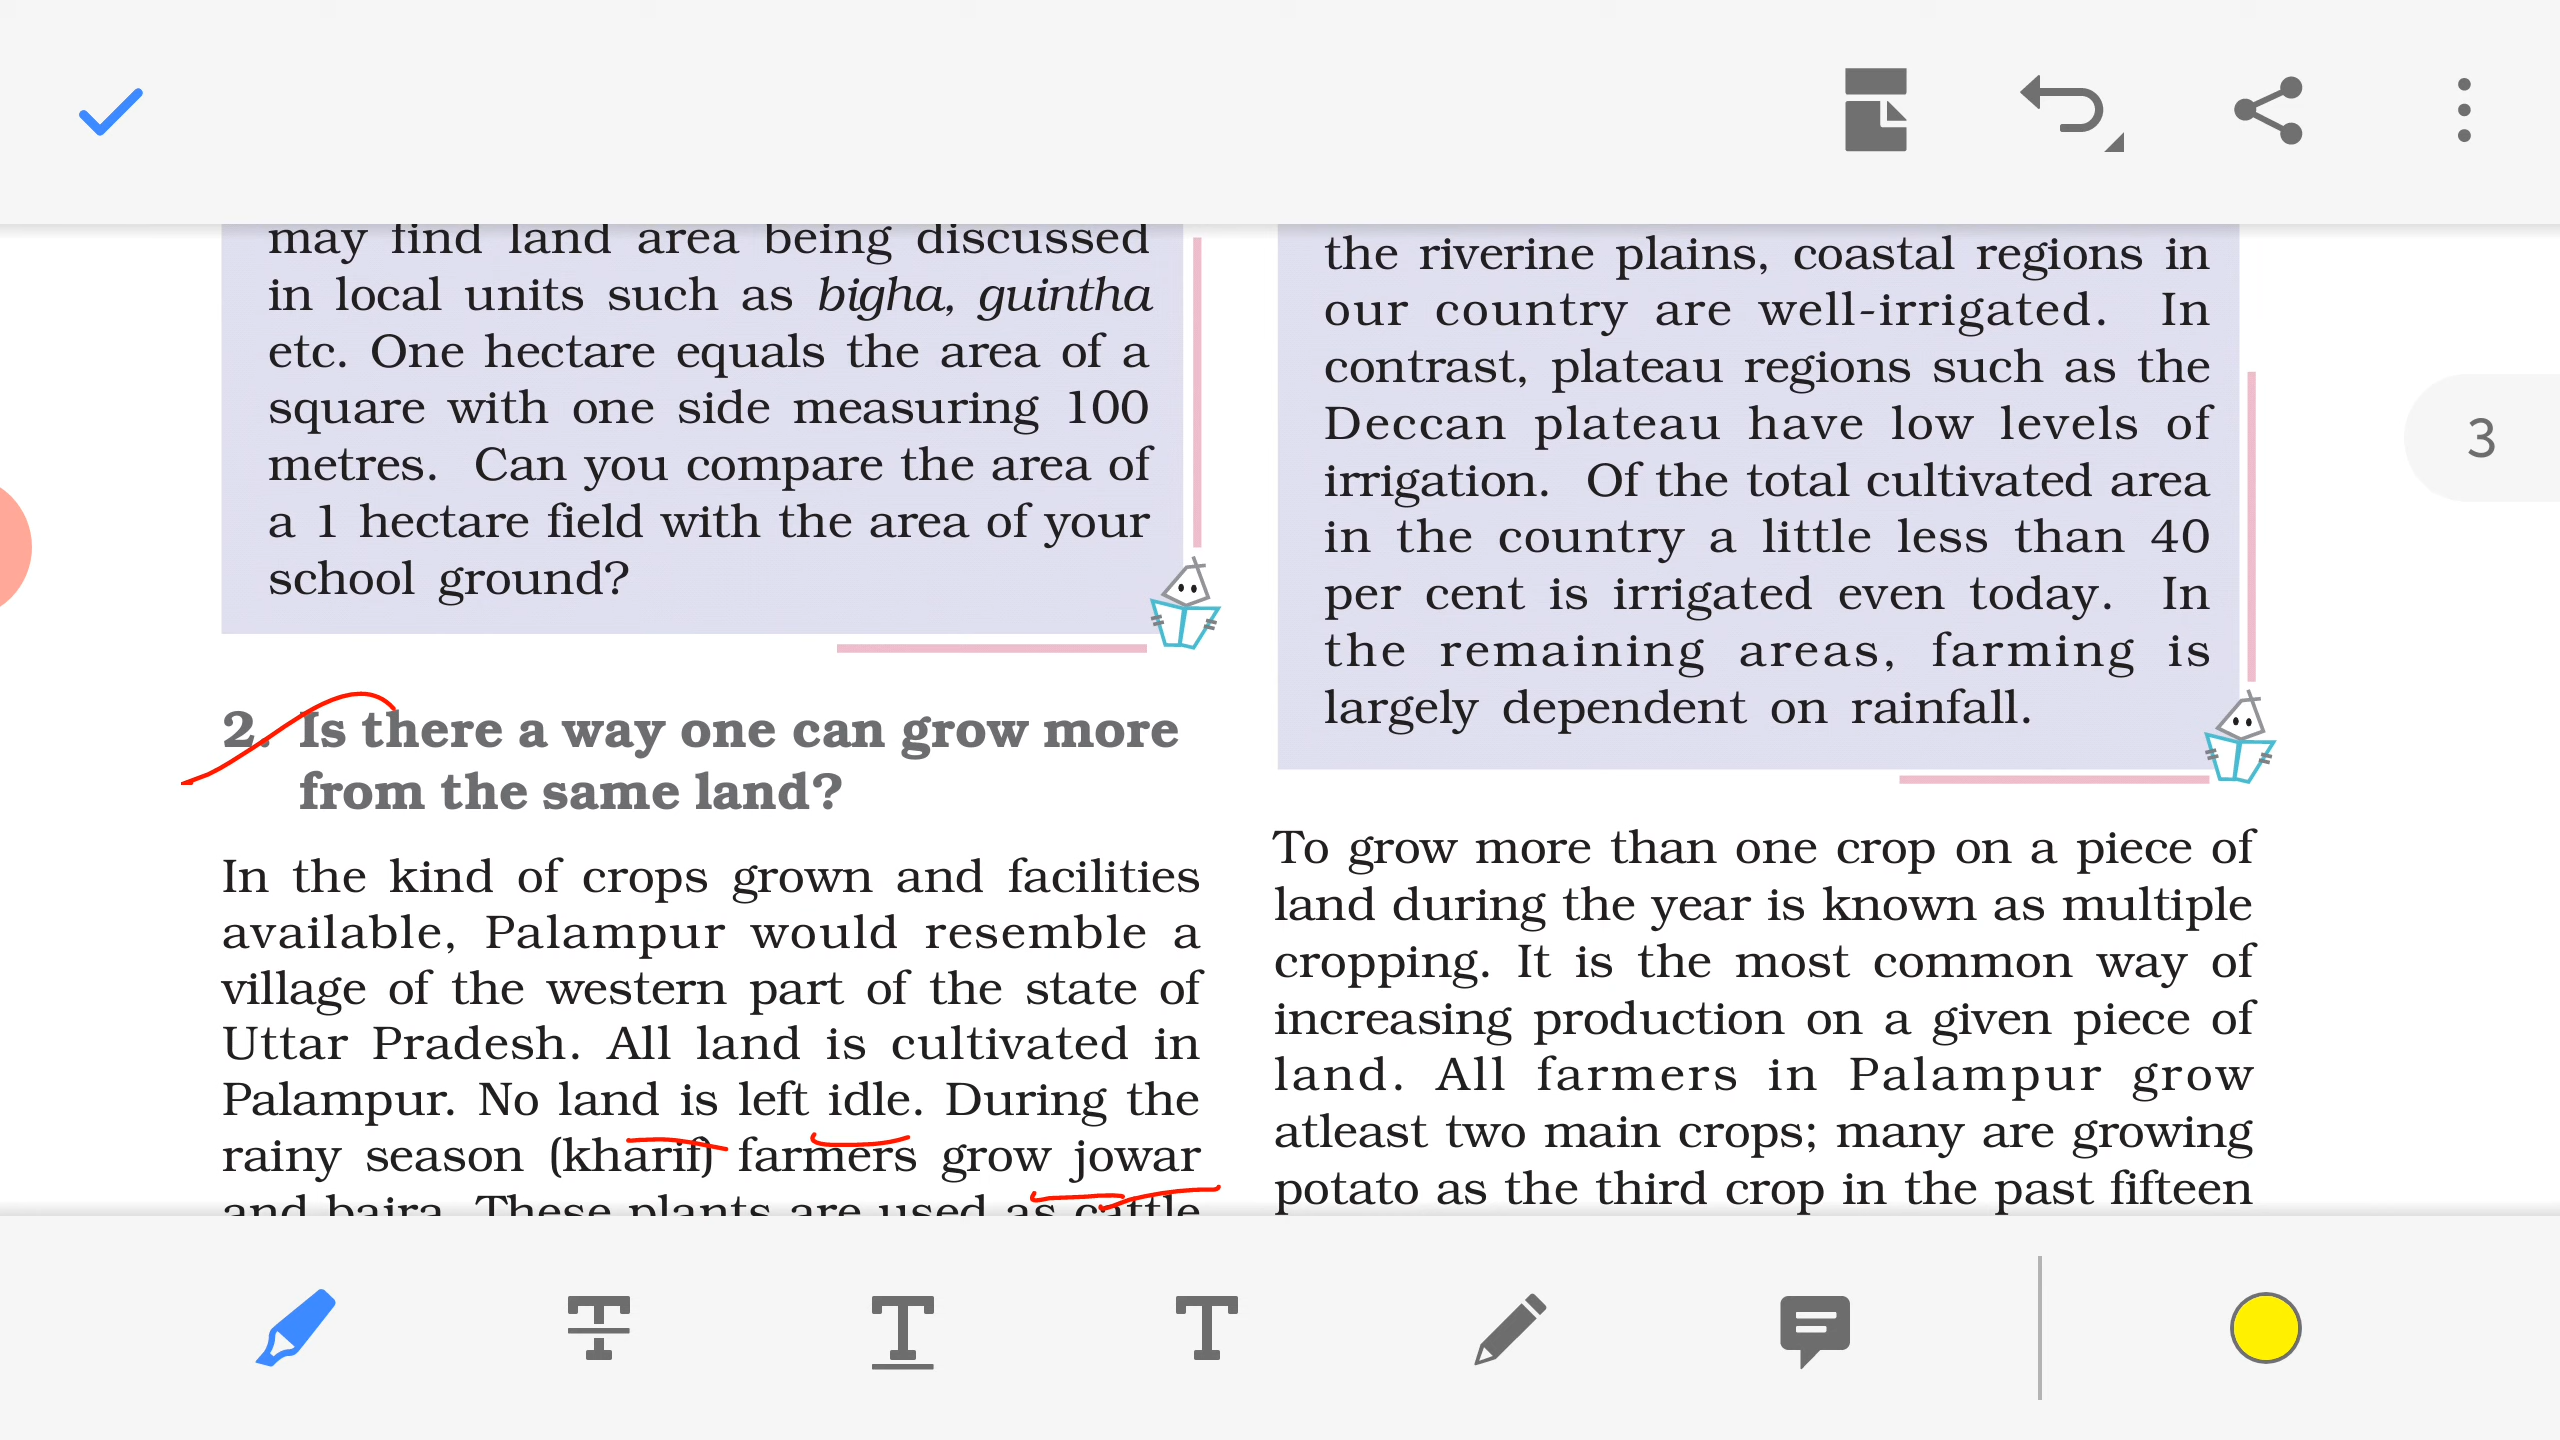 may find land area being discussed
in local units such as bigha, guintha
etc. One hectare equals the area of a
square with one side measuring 100
metres. Can you compare the area of
a 1 hectare field with the area of your
school ground?
2. Is there a way one can grow more
from the same land?
In the kind of crops grown and facilities
available, Palampur would resemble a
village of the western part of the state of
Uttar Pradesh. All land is cultivated in
Palampur. No land is left idle. During the
rainy season (kharif) farmers grow jowar
and bajra. These plants are used as cattle
the riverine plains, coastal regions in
our country are well-irrigated. In
contrast, plateau regions such as the
Deccan plateau have low levels of
irrigation. Of the total cultivated area
in the country a little less than 40
per cent is irrigated even today. In
the remaining areas, farming is
largely dependent on rainfall.
To grow more than one crop on a piece of
land during the year is known as multiple
cropping. It is the most common way of
increasing production on a given piece of
land. All farmers in Palampur grow
atleast two main crops; many are growing
potato as the third crop in the past fifteen
3